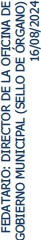 FEDATARIO: DIRECTOR DE LA OFICINA DE
GOBIERNO MUNICIPAL (SELLO DE ÓRGANO)
16/08/2024